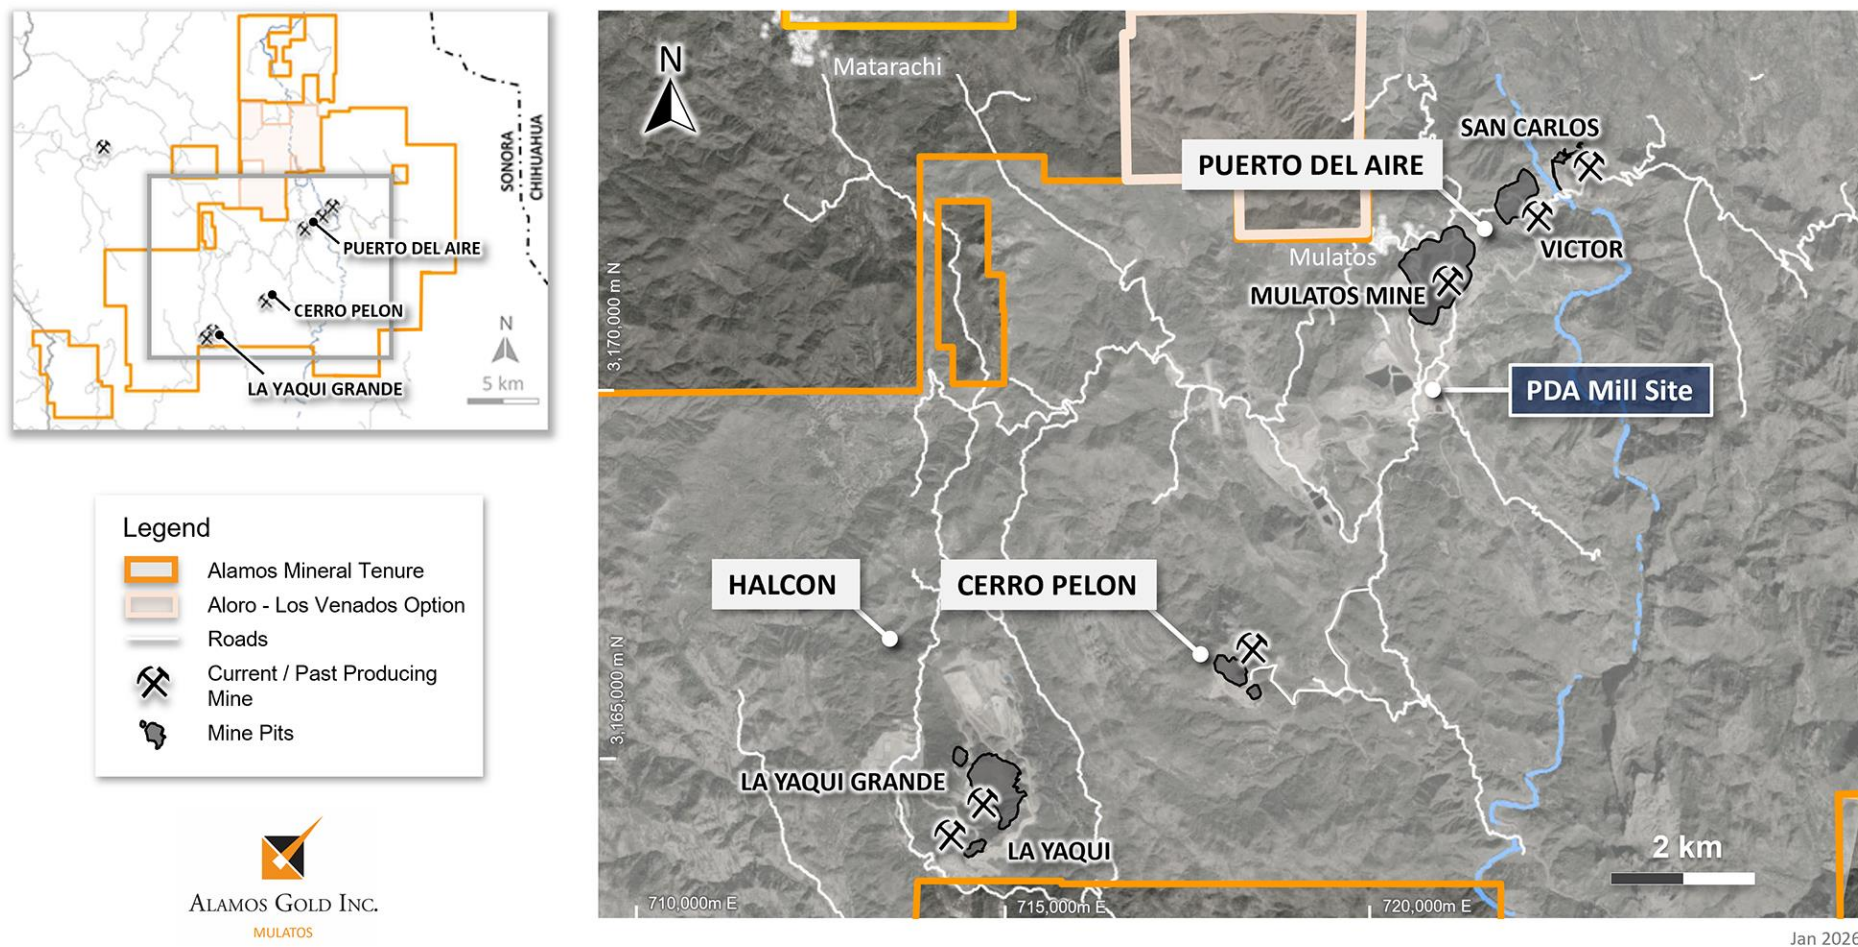 SONORA
CHIHUAHUA
PUERTO DEL AIRE
CERRO PELON
LA YAQUI GRANDE
N
5 km
Legend
Alamos Mineral Tenure
Aloro - Los Venados Option
Roads
Current / Past Producing
Mine
Mine Pits
ALAMOS GOLD INC.
MULATOS
N
Matarachi
SAN CARLOS
PUERTO DEL AIRE
VICTOR
Mulatos
MULATOS MINE
3,170,000 m N
PDA Mill Site
HALCON
CERRO PELON
3,165,000 m N
LA YAQUI GRANDE
LA YAQUI
2 km
710,000m E
715,000m E
720,000m E
Jan 2026